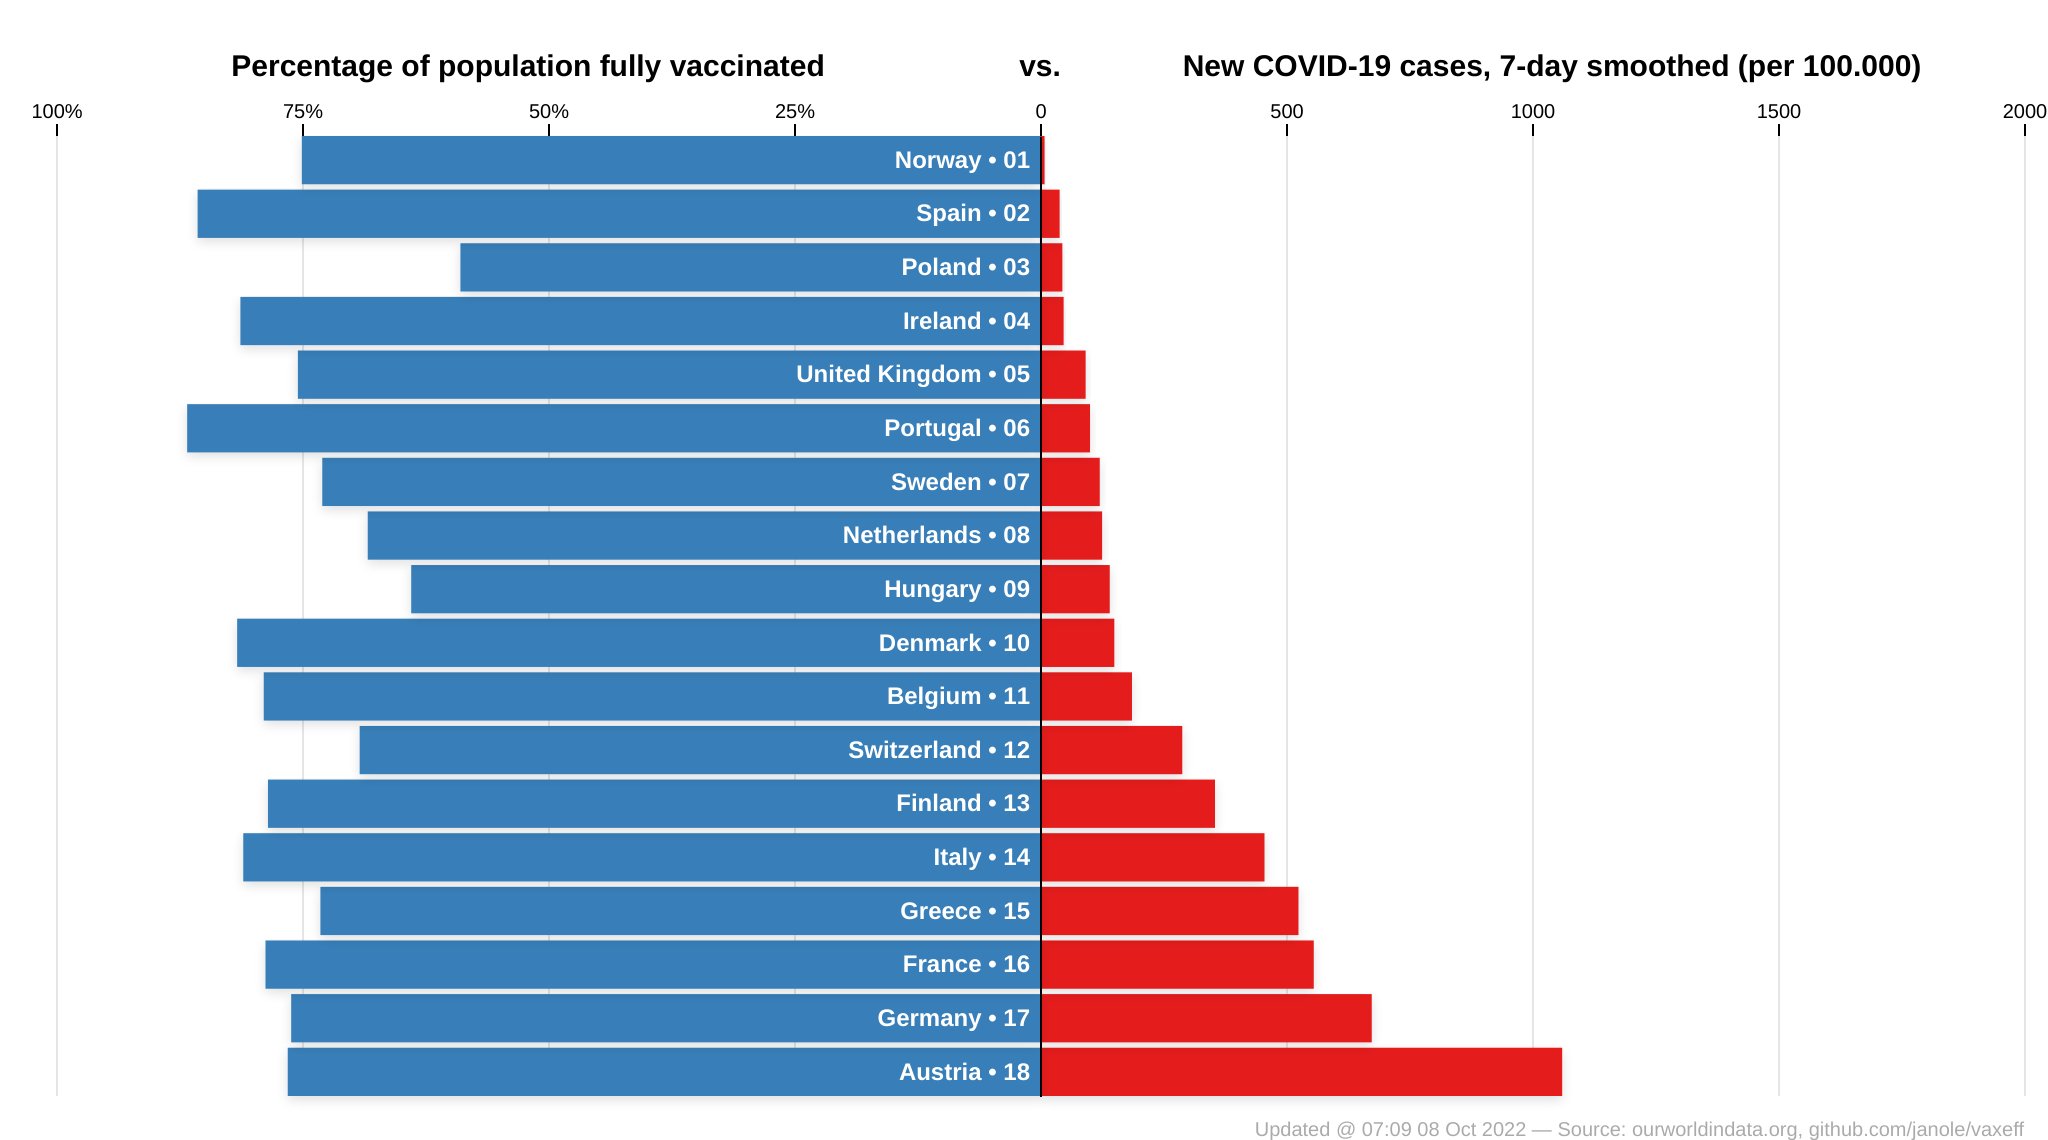 Percentage of population fully vaccinated vs. New COVID-19 cases, 7-day smoothed (per 100.000)
100% 75% 50% 25% 0 500 1000 1500 2000
Norway • 01
Spain • 02
Poland • 03
Ireland • 04
United Kingdom • 05
Portugal • 06
Sweden • 07
Netherlands • 08
Hungary • 09
Denmark • 10
Belgium • 11
Switzerland • 12
Finland • 13
Italy • 14
Greece • 15
France • 16
Germany • 17
Austria • 18
Updated @ 07:09 08 Oct 2022 — Source: ourworldindata.org, github.com/janole/vaxeff